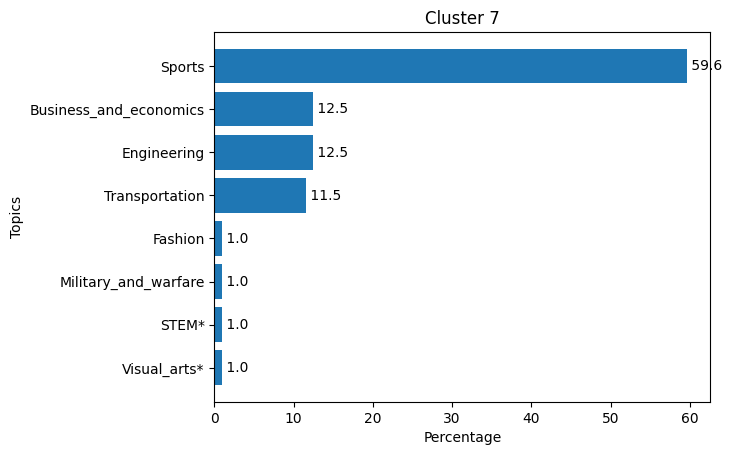 Cluster 7
Topics
Sports 59.6
Business_and_economics 12.5
Engineering 12.5
Transportation 11.5
Fashion 1.0
Military_and_warfare 1.0
STEM* 1.0
Visual_arts* 1.0
0 10 20 30 40 50 60
Percentage